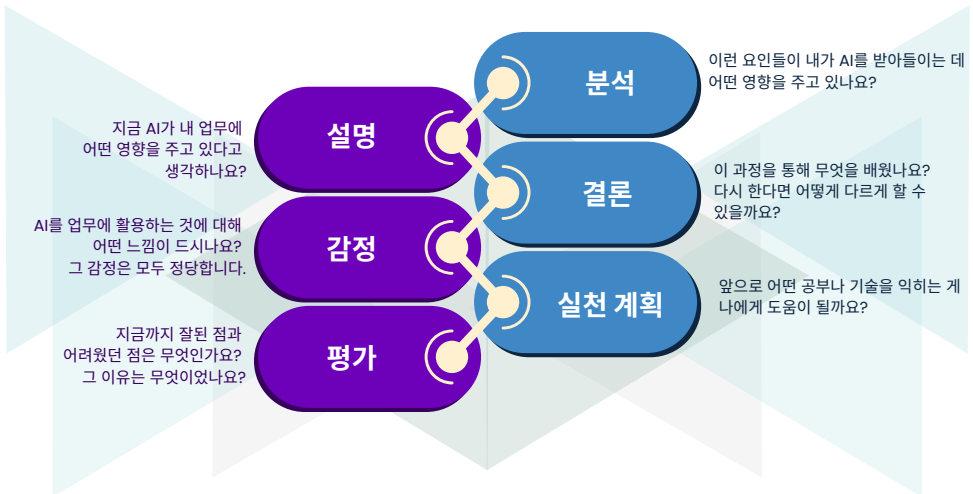 설명
지금 AI가 내 업무에
어떤 영향을 주고 있다고
생각하나요?
감정
AI를 업무에 활용하는 것에 대해
어떤 느낌이 드시나요?
그 감정은 모두 정당합니다.
평가
지금까지 잘된 점과
어려웠던 점은 무엇인가요?
그 이유는 무엇이었나요?
분석
이런 요인들이 내가 AI를 받아들이는 데
어떤 영향을 주고 있나요?
결론
이 과정을 통해 무엇을 배웠나요?
다시 한다면 어떻게 다르게 할 수
있을까요?
실천 계획
앞으로 어떤 공부나 기술을 익히는 게
나에게 도움이 될까요?